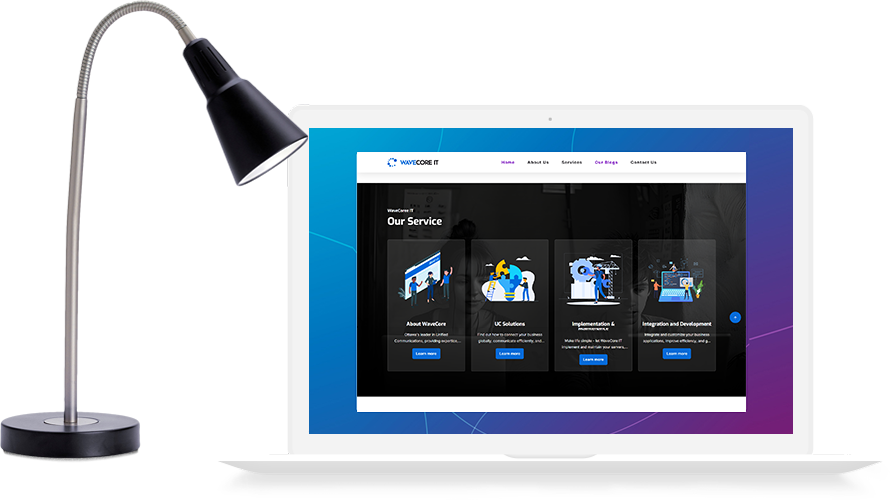 WAVECORE IT
Home
About Us
Services
Our Blogs
Contact Us
WaveCorec IT
Our Service
About WaveCore
Ottawa's leader in Unified
Communications, providing expertise,...
Learn more
UC Solutions
Find out how to connect your business
globally, communicate efficiently, and...
Learn more
Implementation &
Make life simple - let WaveCore IT
implement and maintain your servers,...
Learn more
Integration and Development
Integrate and customize your business
applications, improve efficiency, and g...
Learn more